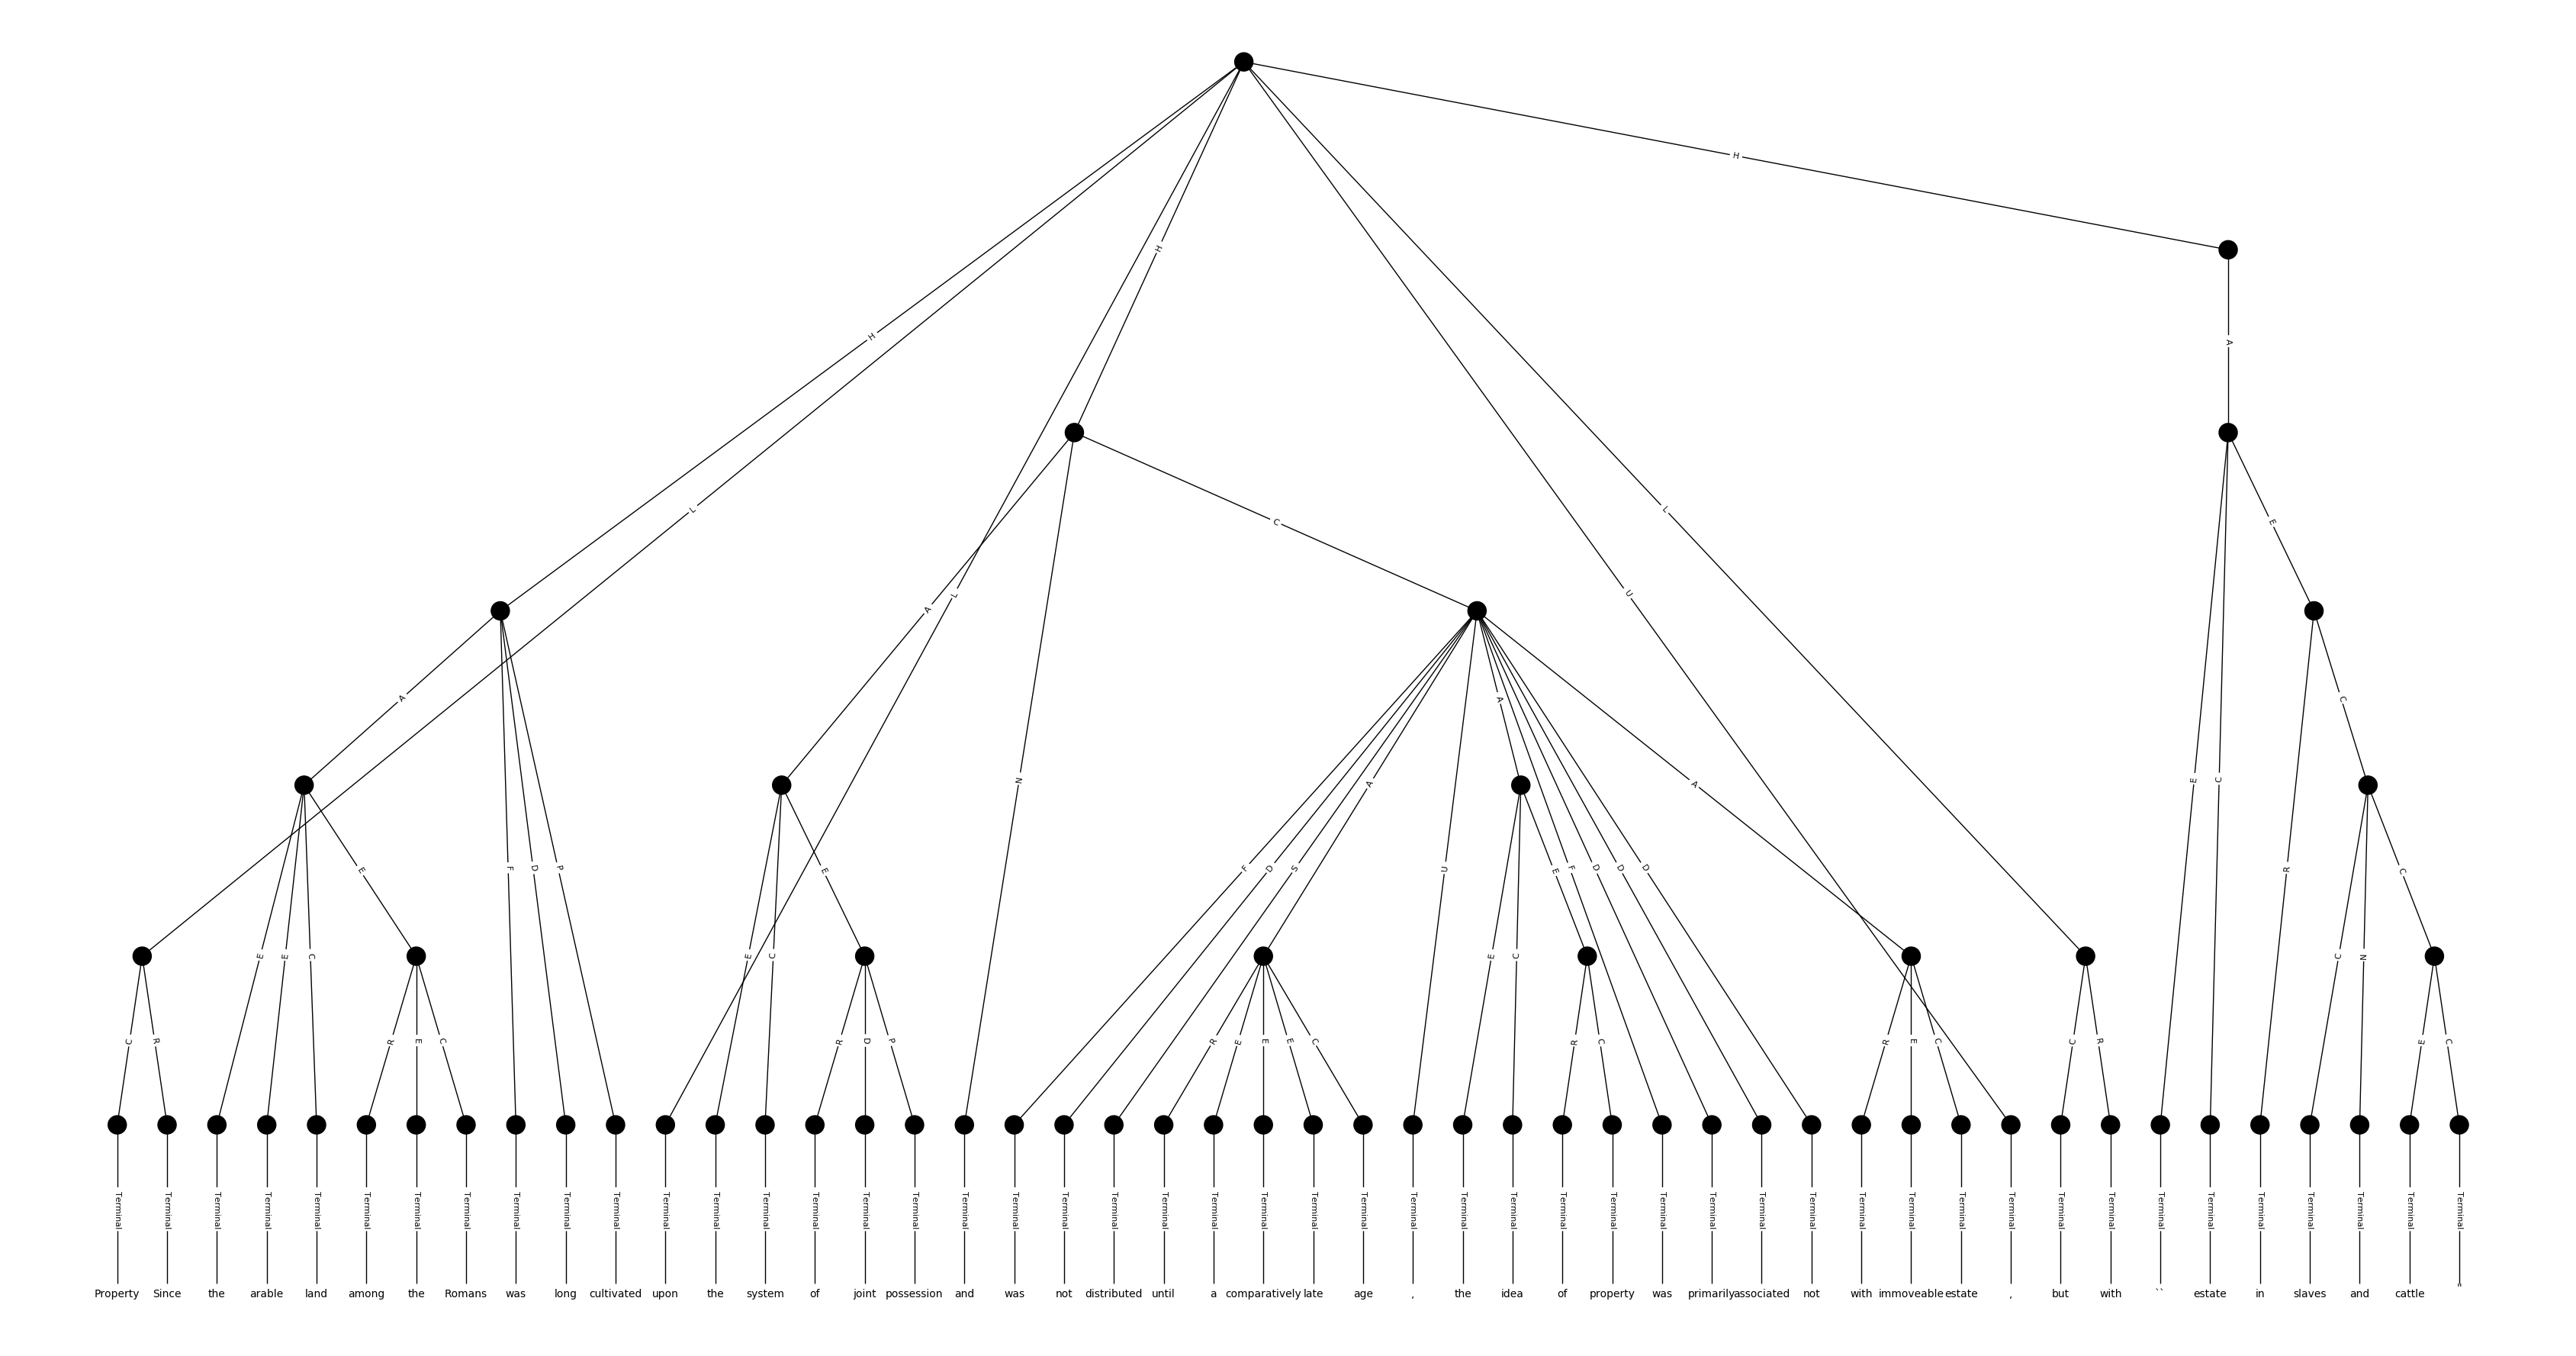 H
H
A
H
L
L
C
E
U
L
A
A
L
A
C
A
N
E
C
A
A
E
F
D
P
E
F
D
S
U
E
F
D
D
D
R
C
E
E
C
E
C
E
C
C
N
C
R
R
E
C
R
D
P
R
E
E
E
C
R
C
R
E
C
C
R
E
C
Terminal Terminal Terminal Terminal Terminal Terminal Terminal Terminal Terminal Terminal Terminal Terminal Terminal Terminal Terminal Terminal Terminal Terminal Terminal Terminal Terminal Terminal Terminal Terminal Terminal Terminal Terminal Terminal Terminal Terminal Terminal Terminal Terminal Terminal Terminal Terminal Terminal Terminal Terminal Terminal Terminal Terminal Terminal Terminal Terminal Terminal Terminal Terminal
Property Since the arable land among the Romans was long cultivated upon the system of joint possession and was not distributed until a comparatively late age , the idea of property was primarily associated not with immoveable estate , but with `` estate in slaves and cattle "